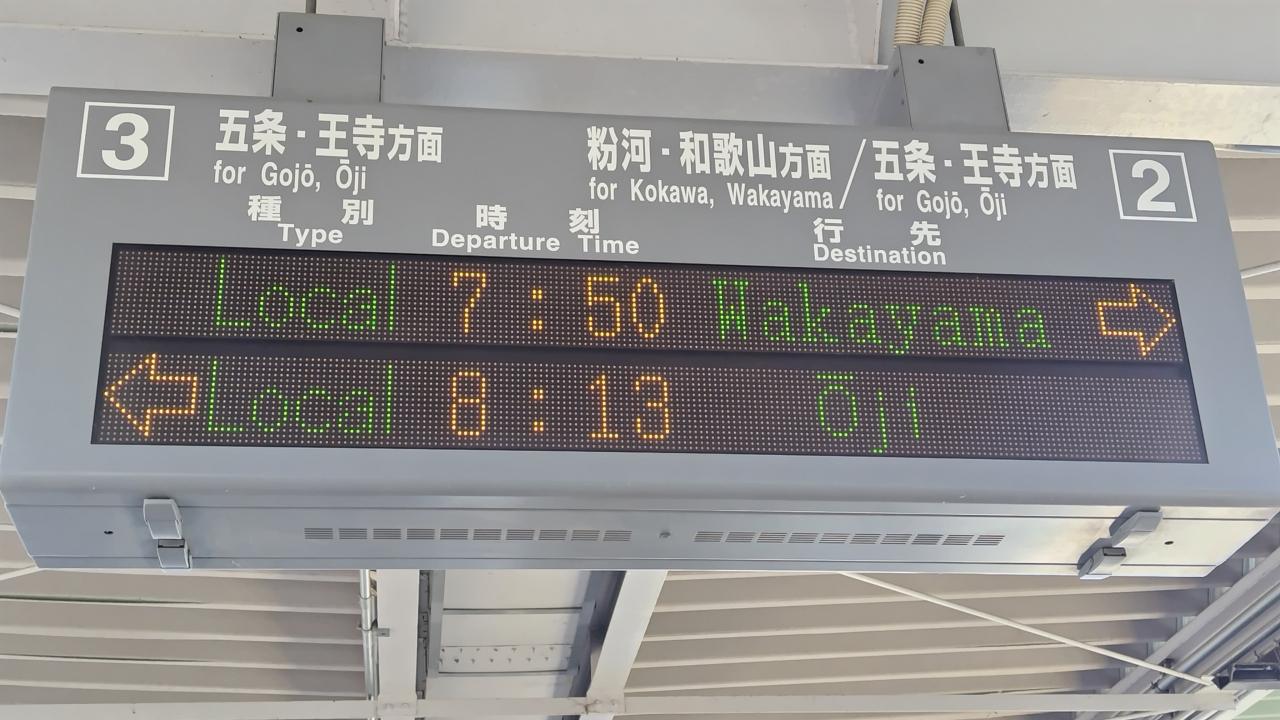 3 五条・王寺方面 粉河・和歌山方面/五条・王寺方面 2
for Gojō, Ōji for Kokawa, Wakayama/ for Gojō, Ōji
種別 時刻 行先
Type Departure Time Destination
Local 7:50 Wakayama
Local 8:13 Ōji